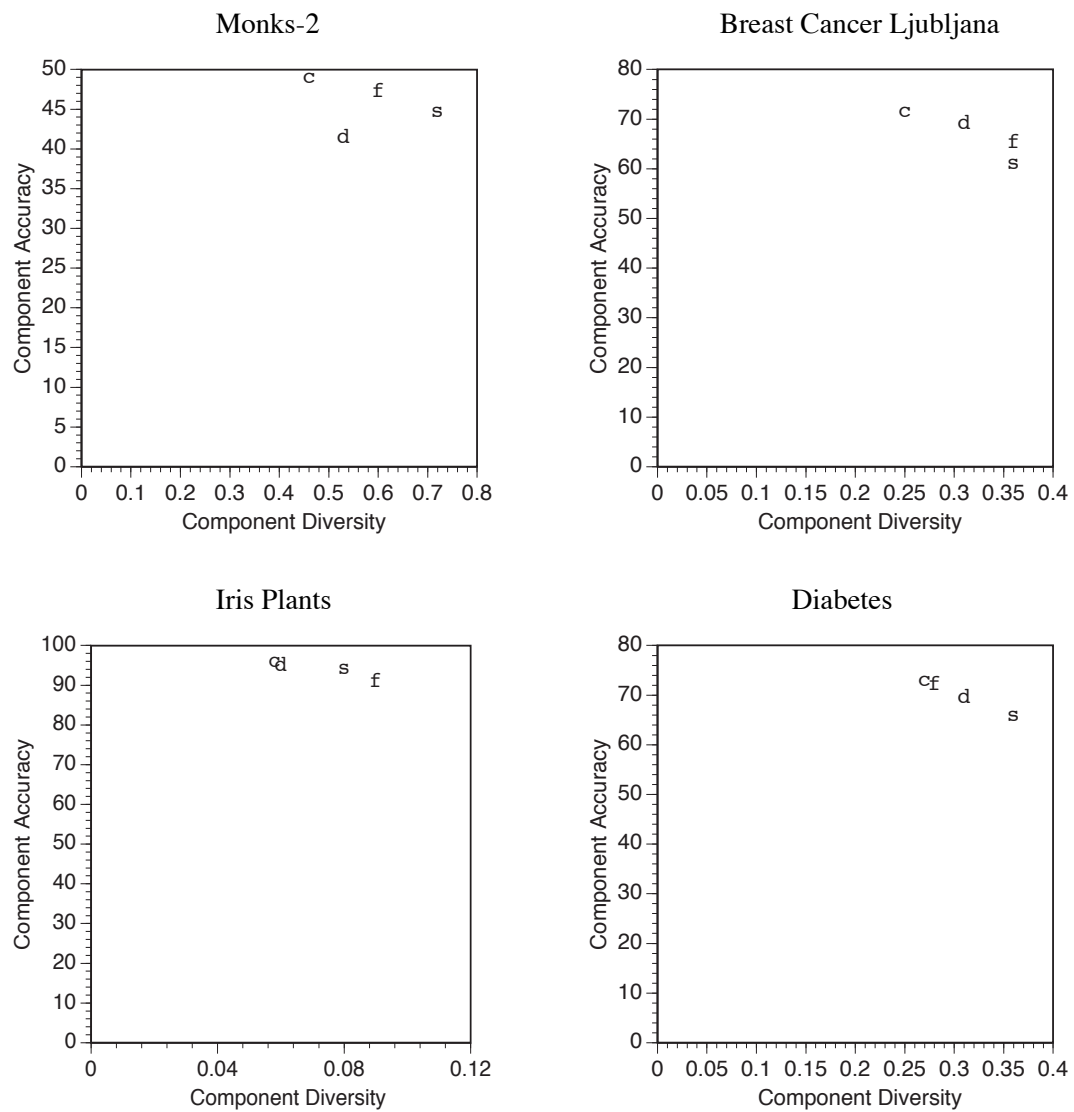 Monks-2
50
45
40
35
30
25
20
15
10
5
0
Component Accuracy
c
f
s
d
0 0.1 0.2 0.3 0.4 0.5 0.6 0.7 0.8
Component Diversity
Breast Cancer Ljubljana
80
70
60
50
40
30
20
10
0
Component Accuracy
c
d
f
s
0 0.05 0.1 0.15 0.2 0.25 0.3 0.35 0.4
Component Diversity
Iris Plants
100
90
80
70
60
50
40
30
20
10
0
Component Accuracy
c
d
s
f
0 0.04 0.08 0.12
Component Diversity
Diabetes
80
70
60
50
40
30
20
10
0
Component Accuracy
c
f
d
s
0 0.05 0.1 0.15 0.2 0.25 0.3 0.35 0.4
Component Diversity